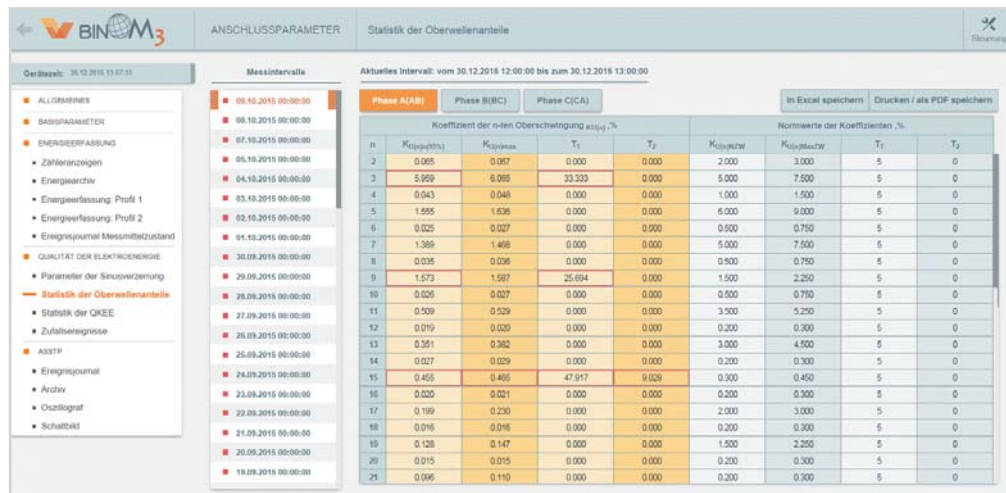 BINOM3
ANSCHLUSSPARAMETER
Statistik der Oberwellenanteile
Steuerung
Gerätezeit: 30.12.2015 13:57:31
ALLGEMEINES
BASISPARAMETER
ENERGIEERFASSUNG
Zähleranzeigen
Energiearchiv
Energieerfassung: Profil 1
Energieerfassung: Profil 2
Ereignisjournal Messmittelzustand
QUALITÄT DER ELEKTROENERGIE
Parameter der Sinusverzerrung
Statistik der Oberwellenanteile
Statistik der QKEE
Zufallsereignisse
ASSTP
Ereignisjournal
Archiv
Oszillograf
Schaltbild
Messintervalle
09.10.2015 00:00:00
08.10.2015 00:00:00
07.10.2015 00:00:00
05.10.2015 00:00:00
04.10.2015 00:00:00
03.10.2015 00:00:00
02.10.2015 00:00:00
01.10.2015 00:00:00
30.09.2015 00:00:00
29.09.2015 00:00:00
28.09.2015 00:00:00
27.09.2015 00:00:00
26.09.2015 00:00:00
25.09.2015 00:00:00
24.09.2015 00:00:00
23.09.2015 00:00:00
22.09.2015 00:00:00
21.09.2015 00:00:00
20.09.2015 00:00:00
19.09.2015 00:00:00
Aktuelles Intervall: vom 30.12.2015 12:00:00 bis zum 30.12.2015 13:00:00
Phase A(AB) Phase B(BC) Phase C(CA)
In Excel speichern Drucken / als PDF speichern
Koeffizient der n-ten Oberschwingung KU(n) ,% Normwerte der Koeffizienten ,%
n KU(n)u(95%) KU(n)max T1 T2 KU(n)NZW KU(n)MaxZW T1 T2
2 0.065 0.067 0.000 0.000 2.000 3.000 5 0
3 5.959 6.065 33.333 0.000 5.000 7.500 5 0
4 0.043 0.048 0.000 0.000 1.000 1.500 5 0
5 1.555 1.636 0.000 0.000 6.000 9.000 5 0
6 0.025 0.027 0.000 0.000 0.500 0.750 5 0
7 1.389 1.468 0.000 0.000 5.000 7.500 5 0
8 0.035 0.036 0.000 0.000 0.500 0.750 5 0
9 1.573 1.587 25.694 0.000 1.500 2.250 5 0
10 0.026 0.027 0.000 0.000 0.500 0.750 5 0
11 0.509 0.529 0.000 0.000 3.500 5.250 5 0
12 0.019 0.020 0.000 0.000 0.200 0.300 5 0
13 0.351 0.382 0.000 0.000 3.000 4.500 5 0
14 0.027 0.029 0.000 0.000 0.200 0.300 5 0
15 0.455 0.465 47.917 9.028 0.300 0.450 5 0
16 0.020 0.021 0.000 0.000 0.200 0.300 5 0
17 0.199 0.230 0.000 0.000 2.000 3.000 5 0
18 0.016 0.016 0.000 0.000 0.200 0.300 5 0
19 0.128 0.147 0.000 0.000 1.500 2.250 5 0
20 0.015 0.015 0.000 0.000 0.200 0.300 5 0
21 0.096 0.110 0.000 0.000 0.200 0.300 5 0